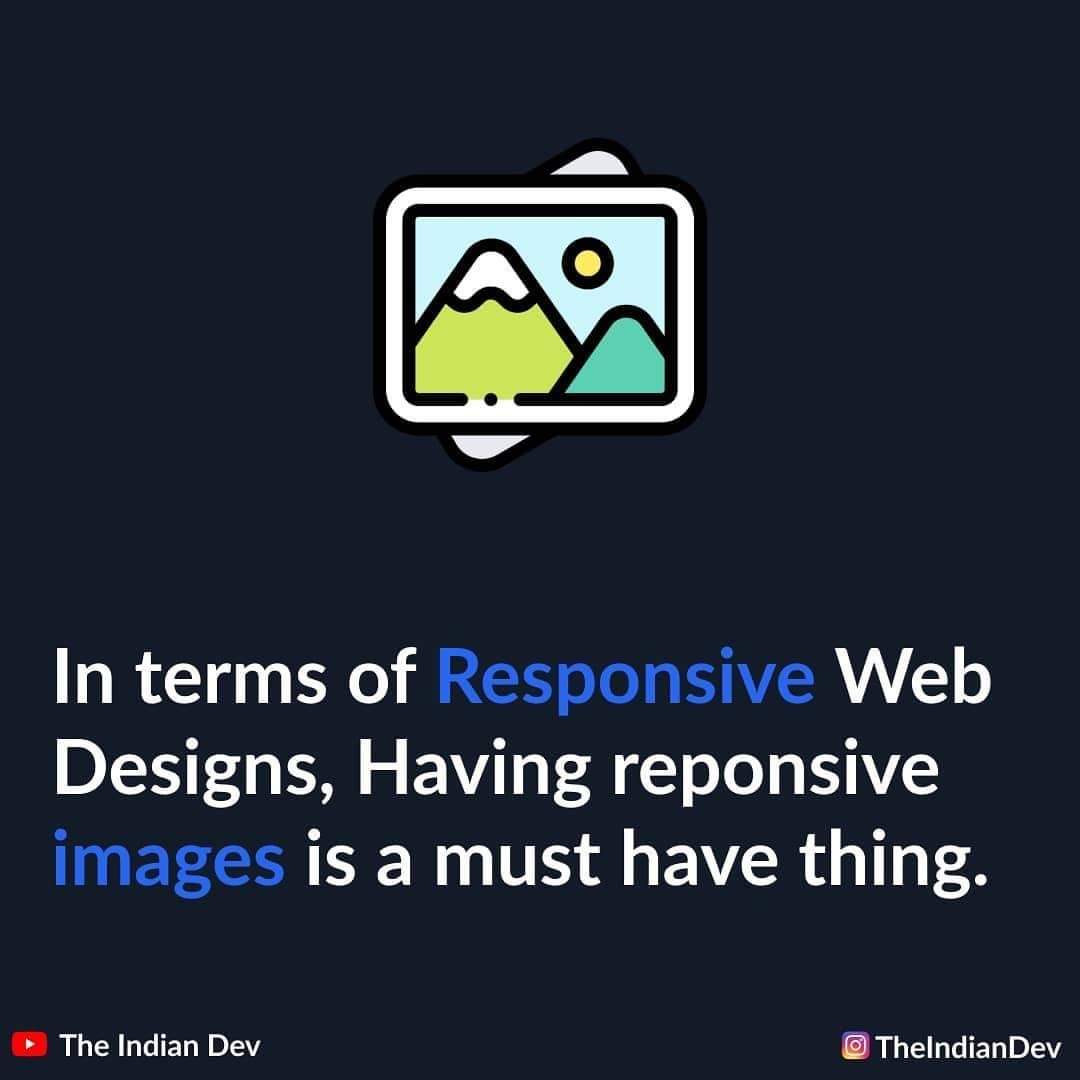 In terms of Responsive Web
Designs, Having reponsive
images is a must have thing.
The Indian Dev
TheIndianDev